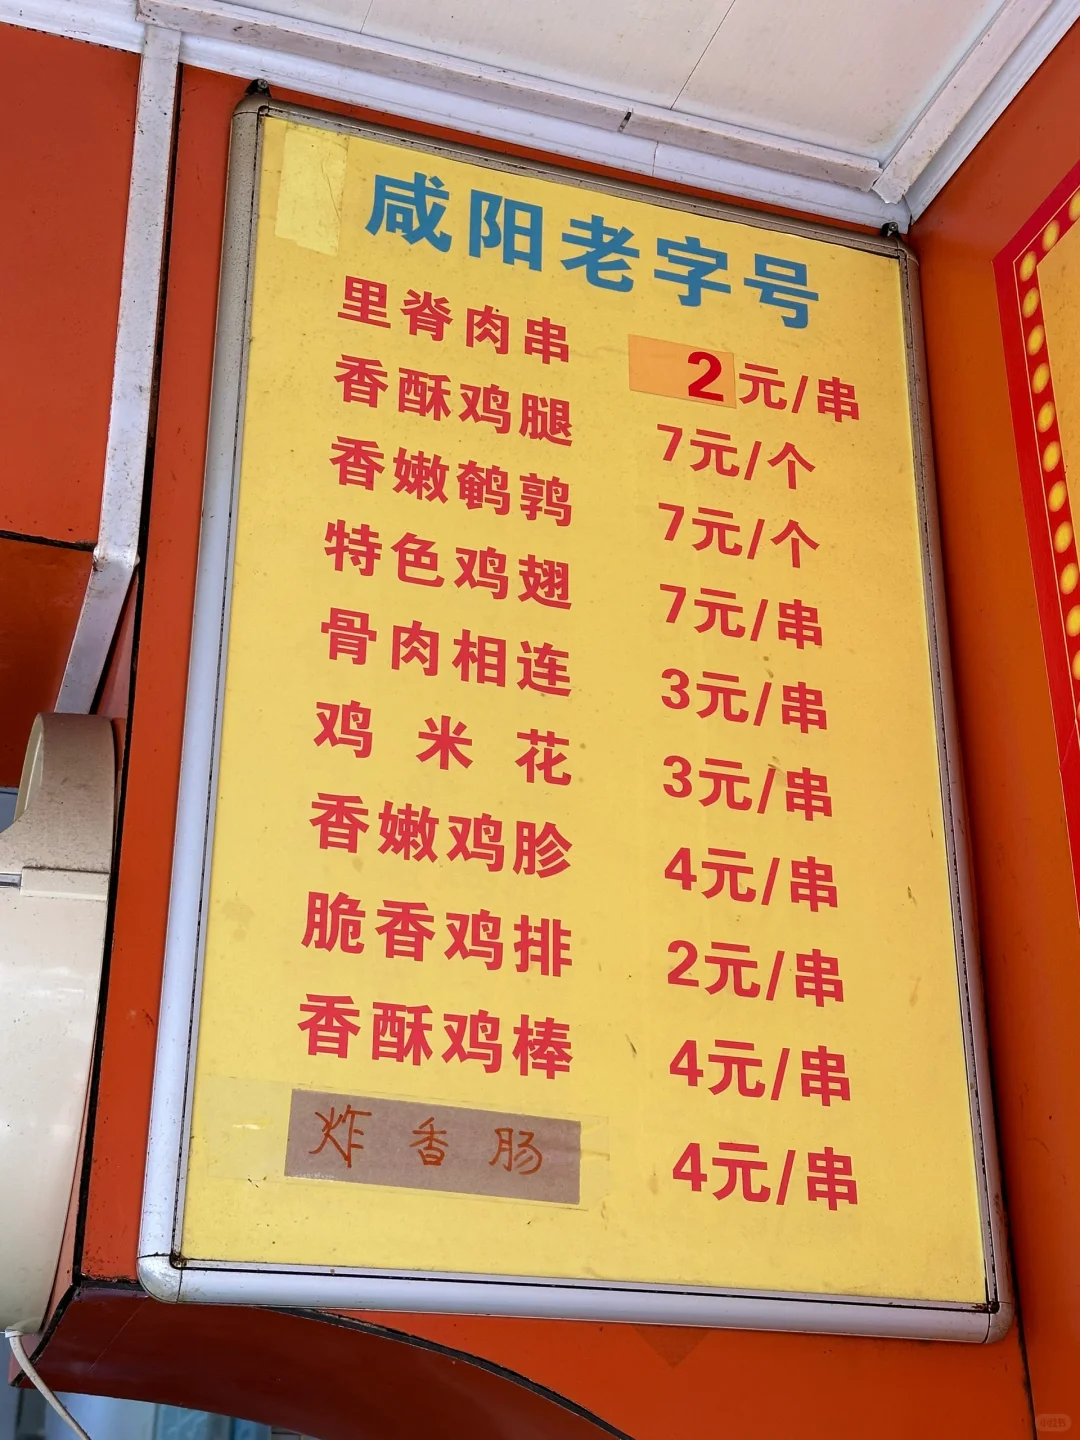 咸阳老字号
里脊肉串 2元/串
香酥鸡腿 7元/个
香嫩鹌鹑 7元/个
特色鸡翅 7元/串
骨肉相连 3元/串
鸡米花 3元/串
香嫩鸡胗 4元/串
脆香鸡排 2元/串
香酥鸡棒 4元/串
炸香肠 4元/串
小红书